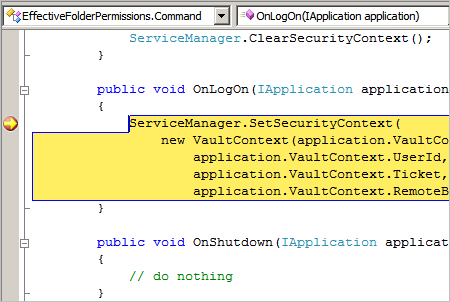 EffectiveFolderPermissions.Command OnLogOn(IApplication application)
ServiceManager.ClearSecurityContext();
}
public void OnLogOn(IApplication application
{
ServiceManager.SetSecurityContext(
new VaultContext(application.VaultCo
application.VaultContext.UserId,
application.VaultContext.Ticket,
application.VaultContext.RemoteB
}
public void OnShutdown(IApplication applicat
{
// do nothing
}